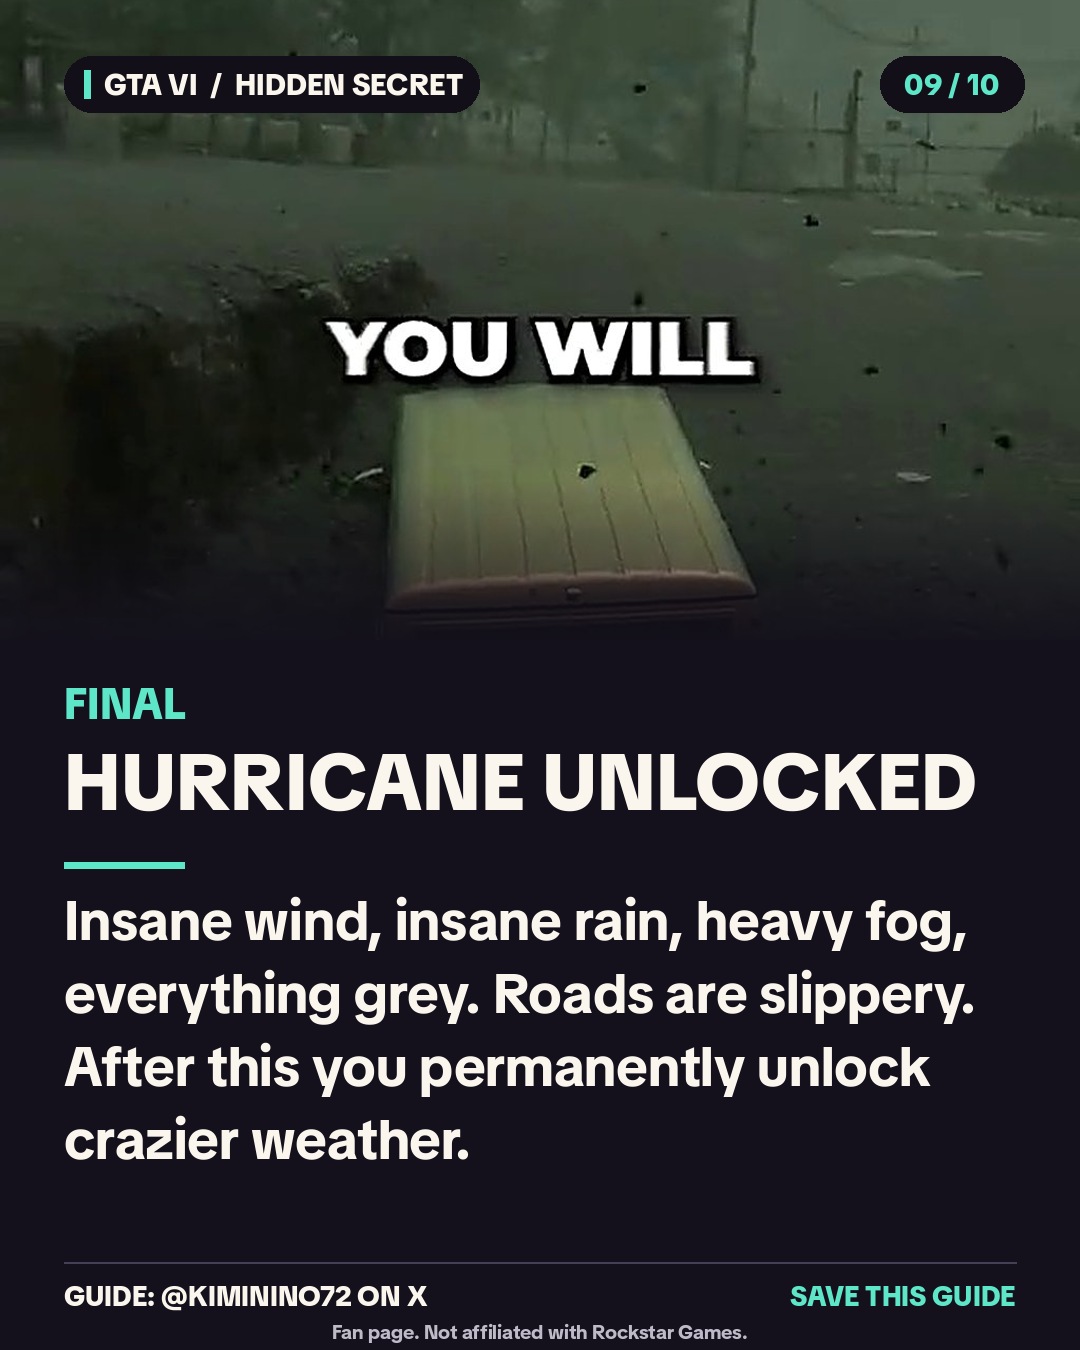 GTA VI / HIDDEN SECRET
09 / 10
YOU WILL
FINAL
HURRICANE UNLOCKED
Insane wind, insane rain, heavy fog,
everything grey. Roads are slippery.
After this you permanently unlock
crazier weather.
GUIDE: @KIMININO72 ON X
SAVE THIS GUIDE
Fan page. Not affiliated with Rockstar Games.